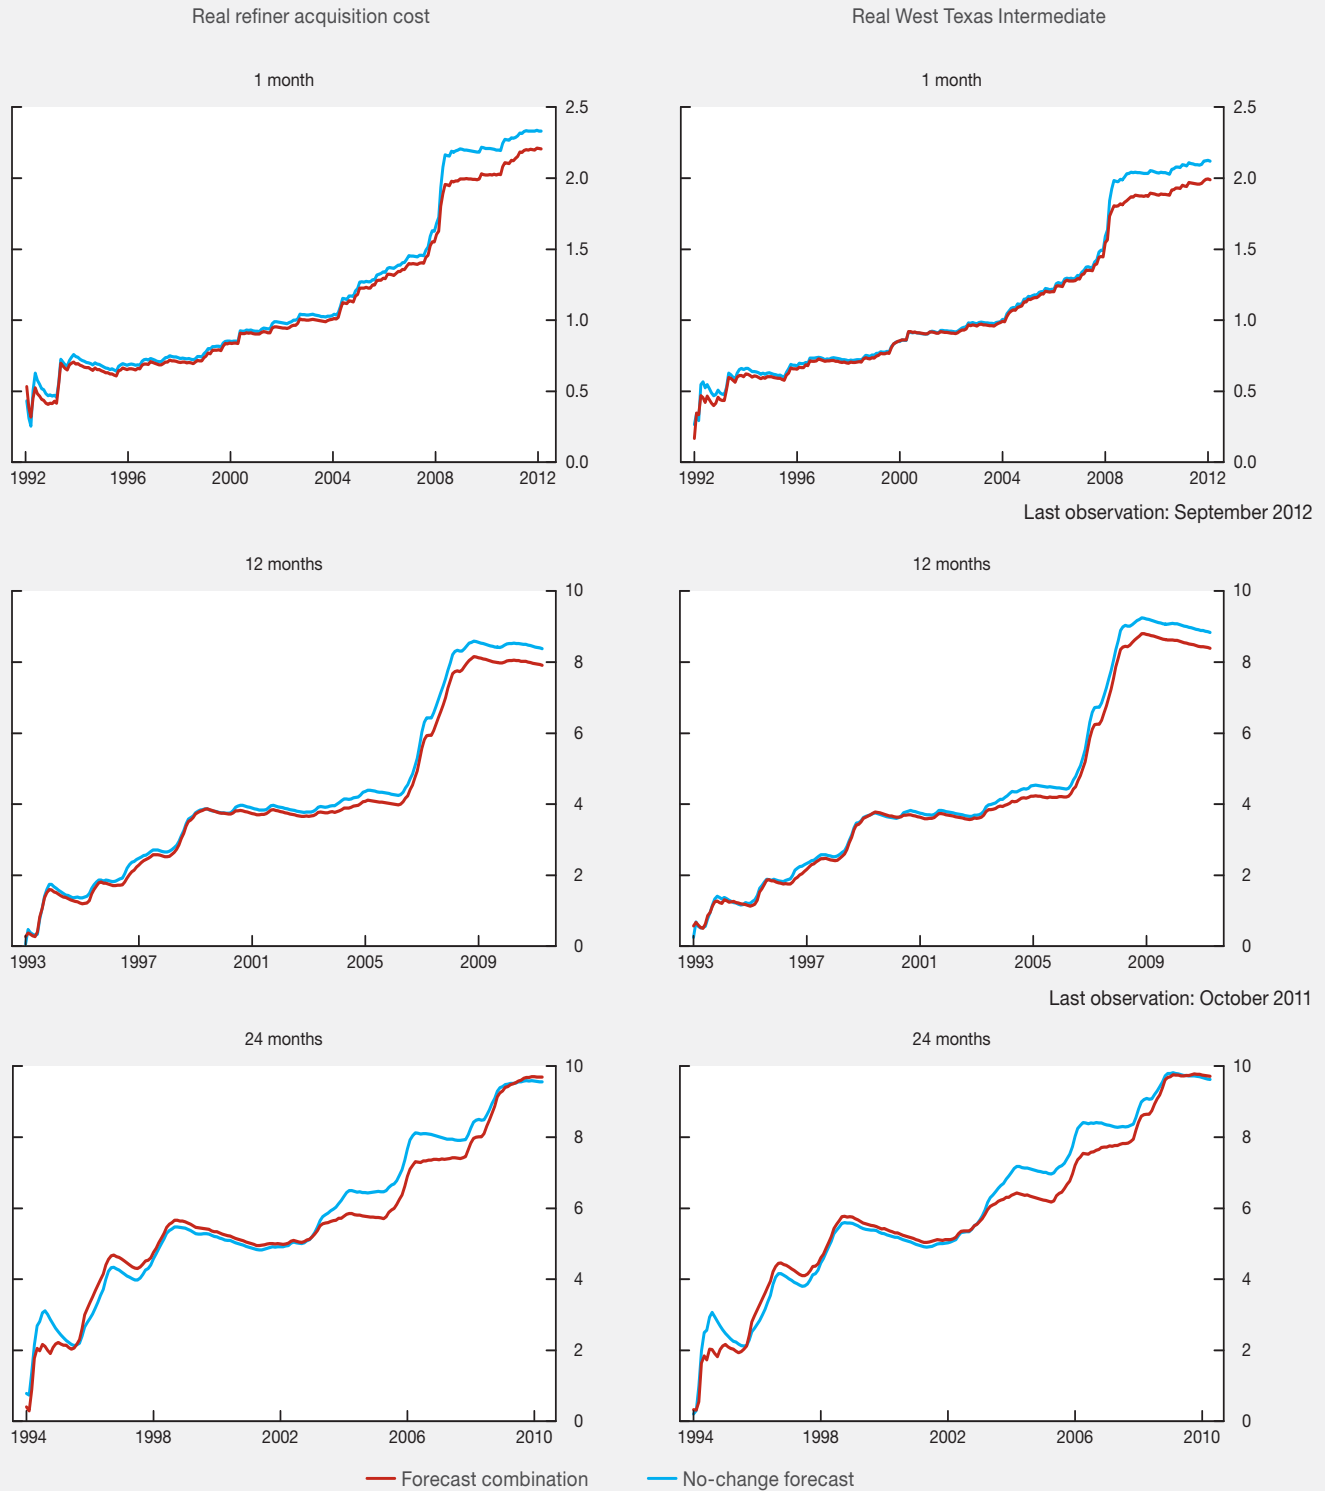 Real refiner acquisition cost
Real West Texas Intermediate
1 month
1 month
2.5
2.0
1.5
1.0
0.5
0.0
1992 1996 2000 2004 2008 2012
2.5
2.0
1.5
1.0
0.5
0.0
1992 1996 2000 2004 2008 2012
Last observation: September 2012
12 months
12 months
10
8
6
4
2
0
1993 1997 2001 2005 2009
10
8
6
4
2
0
1993 1997 2001 2005 2009
Last observation: October 2011
24 months
24 months
10
8
6
4
2
0
1994 1998 2002 2006 2010
10
8
6
4
2
0
1994 1998 2002 2006 2010
Forecast combination
No-change forecast